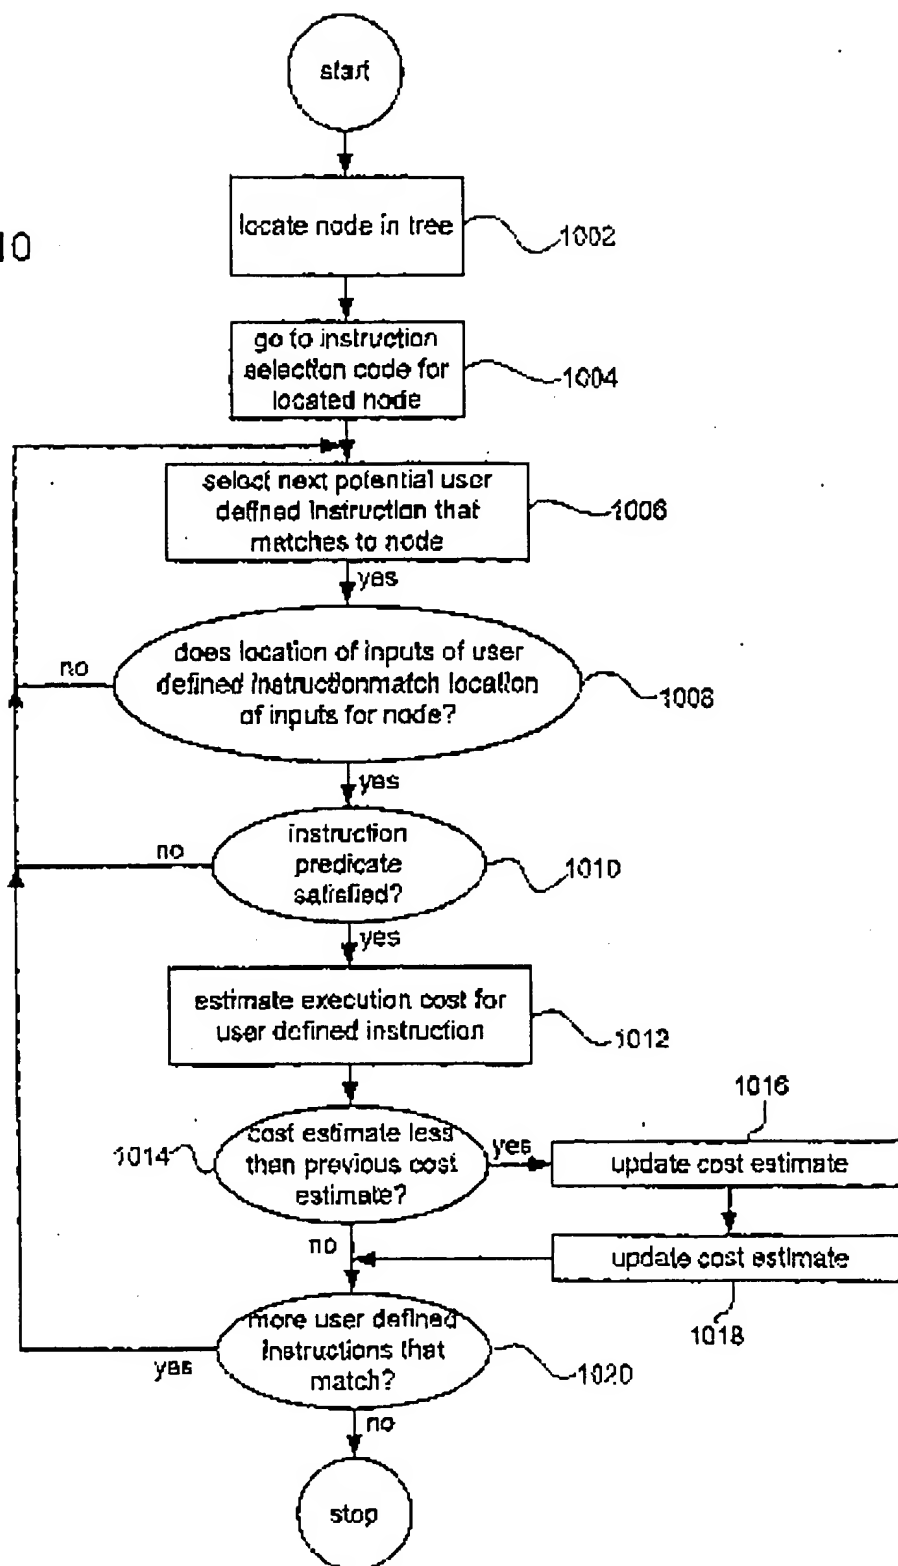 start
locate node in tree
1002
10
go to instruction
selection code for
located node
1004
select next potential user
defined instruction that
matches to node
1006
yes
does location of inputs of user
defined instructionmatch location
of inputs for node?
no
1008
yes
instruction
predicate
satisfied?
no
1010
yes
estimate execution cost for
user defined instruction
1012
1016
cost estimate less
than previous cost
estimate?
1014
yes
update cost estimate
no
update cost estimate
1018
more user defined
instructions that
match?
yes
1020
no
stop